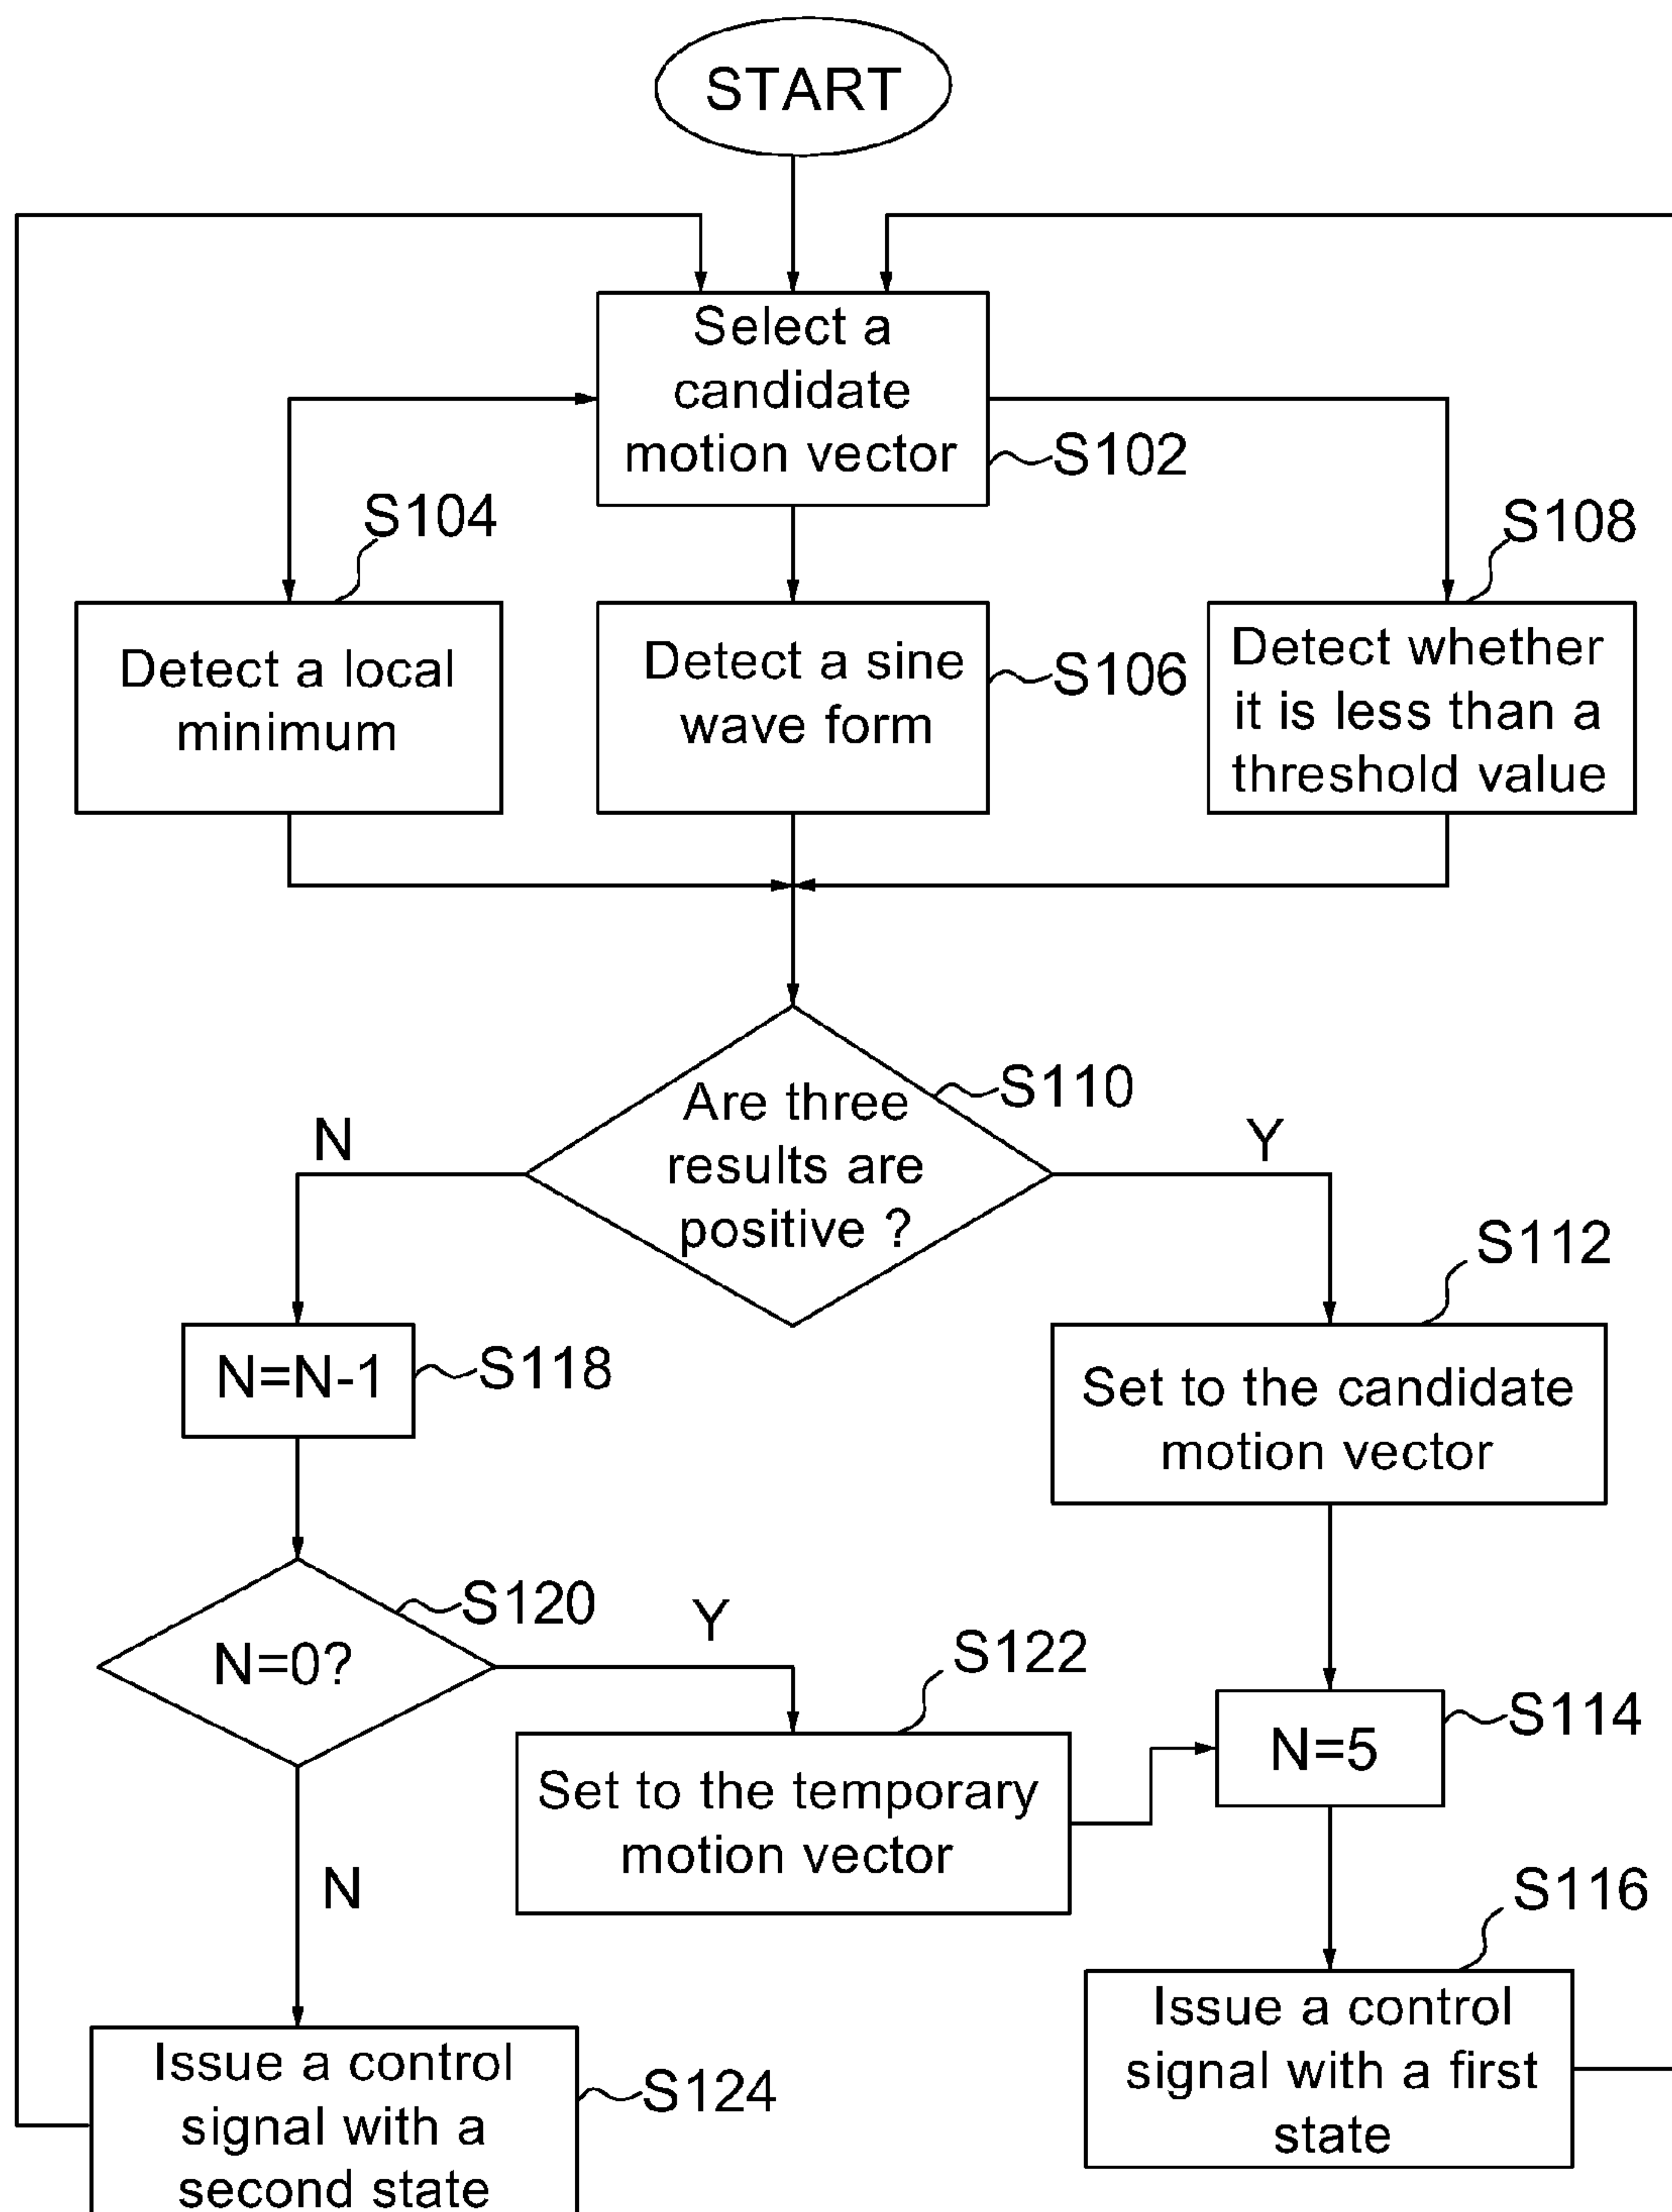 START
Select a
candidate
motion vector
S102
S104
S108
Detect a local
minimum
Detect a sine
wave form
S106
Detect whether
it is less than a
threshold value
Are three
results are
positive ?
S110
N
Y
S112
N=N-1
S118
Set to the candidate
motion vector
N=0?
S120
Y
S122
S114
Set to the temporary
motion vector
N=5
N
S116
Issue a control
signal with a
second state
S124
Issue a control
signal with a first
state